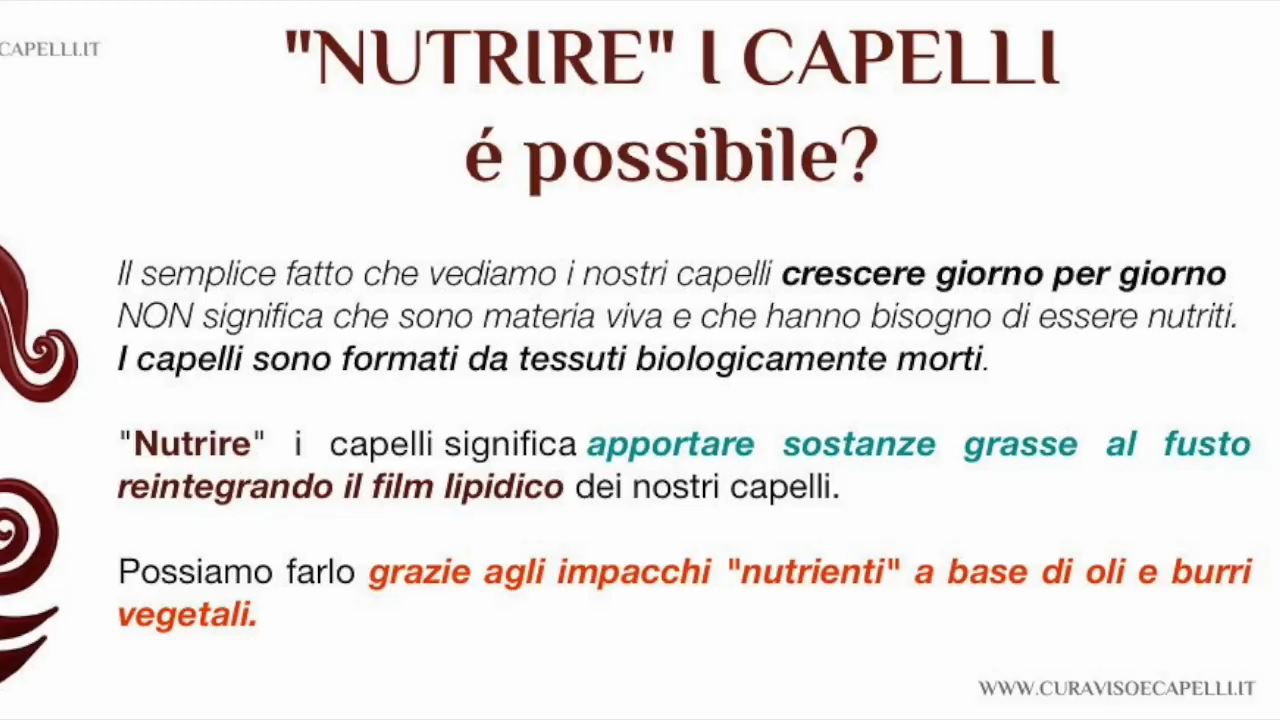 CAPELLI.IT
"NUTRIRE" I CAPELLI
é possibile?
Il semplice fatto che vediamo i nostri capelli crescere giorno per giorno
NON significa che sono materia viva e che hanno bisogno di essere nutriti.
I capelli sono formati da tessuti biologicamente morti.
"Nutrire" i capelli significa apportare sostanze grasse al fusto
reintegrando il film lipidico dei nostri capelli.
Possiamo farlo grazie agli impacchi "nutrienti" a base di oli e burri
vegetali.
WWW.CURAVISOECAPELLI.IT